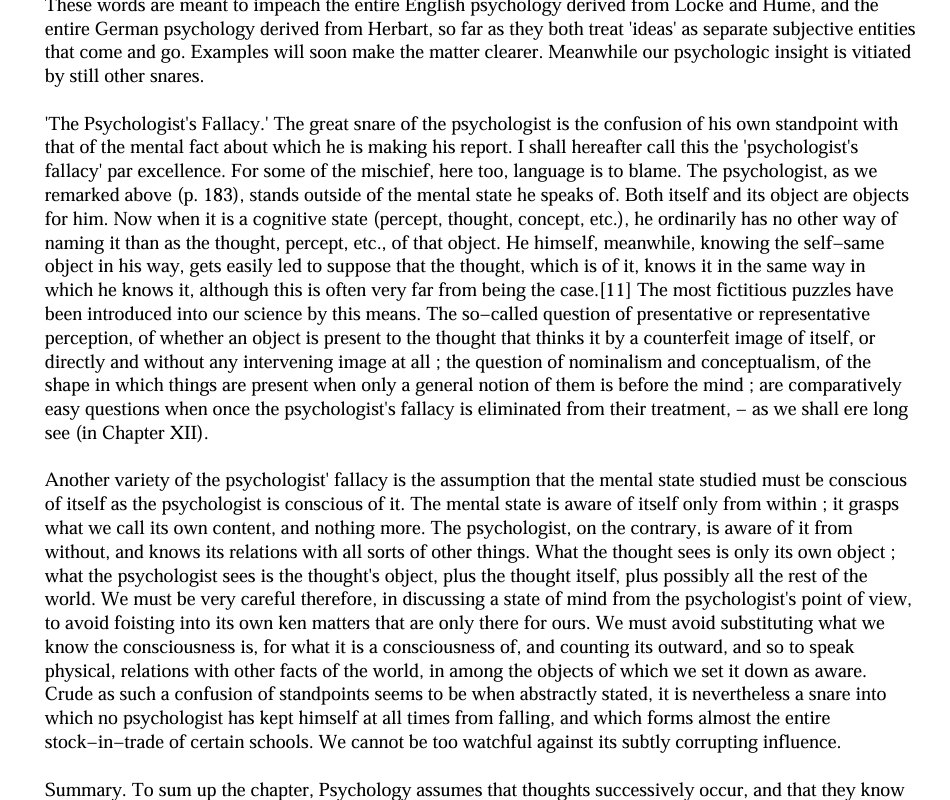 These words are meant to impeach the entire English psychology derived from Locke and Hume, and the
entire German psychology derived from Herbart, so far as they both treat 'ideas' as separate subjective entities
that come and go. Examples will soon make the matter clearer. Meanwhile our psychologic insight is vitiated
by still other snares.
'The Psychologist's Fallacy.' The great snare of the psychologist is the confusion of his own standpoint with
that of the mental fact about which he is making his report. I shall hereafter call this the 'psychologist's
fallacy' par excellence. For some of the mischief, here too, language is to blame. The psychologist, as we
remarked above (p. 183), stands outside of the mental state he speaks of. Both itself and its object are objects
for him. Now when it is a cognitive state (percept, thought, concept, etc.), he ordinarily has no other way of
naming it than as the thought, percept, etc., of that object. He himself, meanwhile, knowing the self−same
object in his way, gets easily led to suppose that the thought, which is of it, knows it in the same way in
which he knows it, although this is often very far from being the case.[11] The most fictitious puzzles have
been introduced into our science by this means. The so−called question of presentative or representative
perception, of whether an object is present to the thought that thinks it by a counterfeit image of itself, or
directly and without any intervening image at all ; the question of nominalism and conceptualism, of the
shape in which things are present when only a general notion of them is before the mind ; are comparatively
easy questions when once the psychologist's fallacy is eliminated from their treatment, − as we shall ere long
see (in Chapter XII).
Another variety of the psychologist' fallacy is the assumption that the mental state studied must be conscious
of itself as the psychologist is conscious of it. The mental state is aware of itself only from within ; it grasps
what we call its own content, and nothing more. The psychologist, on the contrary, is aware of it from
without, and knows its relations with all sorts of other things. What the thought sees is only its own object ;
what the psychologist sees is the thought's object, plus the thought itself, plus possibly all the rest of the
world. We must be very careful therefore, in discussing a state of mind from the psychologist's point of view,
to avoid foisting into its own ken matters that are only there for ours. We must avoid substituting what we
know the consciousness is, for what it is a consciousness of, and counting its outward, and so to speak
physical, relations with other facts of the world, in among the objects of which we set it down as aware.
Crude as such a confusion of standpoints seems to be when abstractly stated, it is nevertheless a snare into
which no psychologist has kept himself at all times from falling, and which forms almost the entire
stock−in−trade of certain schools. We cannot be too watchful against its subtly corrupting influence.
Summary. To sum up the chapter, Psychology assumes that thoughts successively occur, and that they know